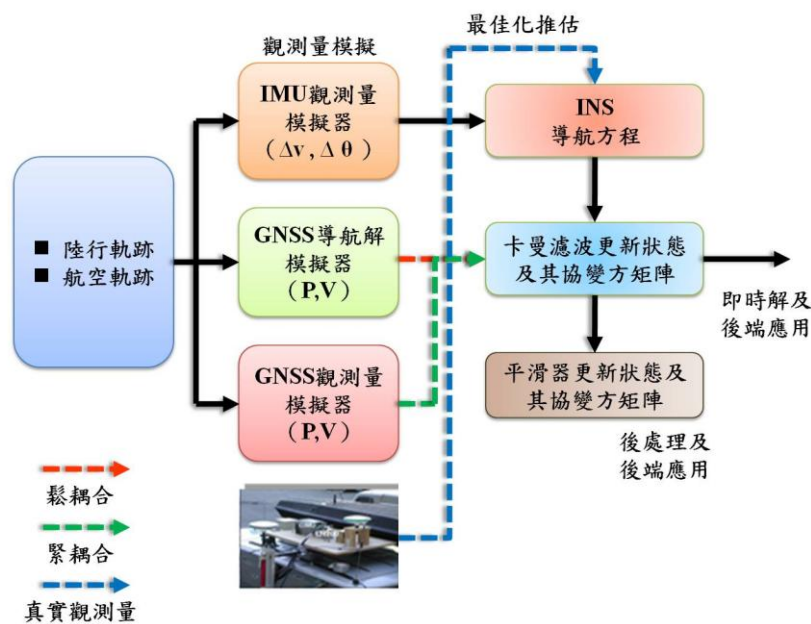 最佳化推估
觀測量模擬
IMU觀測量
模擬器
(Δv , Δθ)
INS
導航方程
■ 陸行軌跡
■ 航空軌跡
GNSS導航解
模擬器
(P,V)
卡曼濾波更新狀態
及其協變方矩陣
即時解及
後端應用
GNSS觀測量
模擬器
(P,V)
平滑器更新狀態及
其協變方矩陣
後處理及
後端應用
鬆耦合
緊耦合
真實觀測量